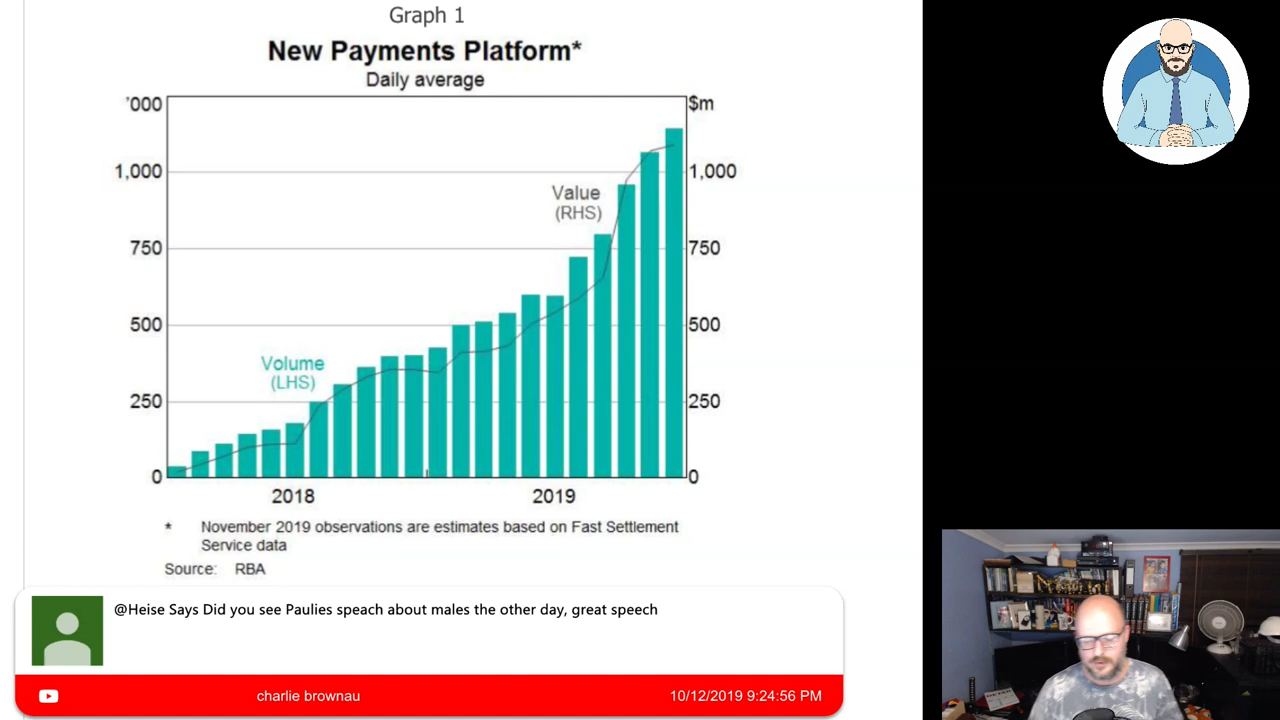 Graph 1
New Payments Platform*
Daily average
'000
$m
1,000
1,000
Value
(RHS)
750
750
500
500
Volume
(LHS)
250
250
0
0
2018
2019
* November 2019 observations are estimates based on Fast Settlement
Service data
Source: RBA
@Heise Says Did you see Paulies speach about males the other day, great speech
charlie brownau
10/12/2019 9:24:56 PM